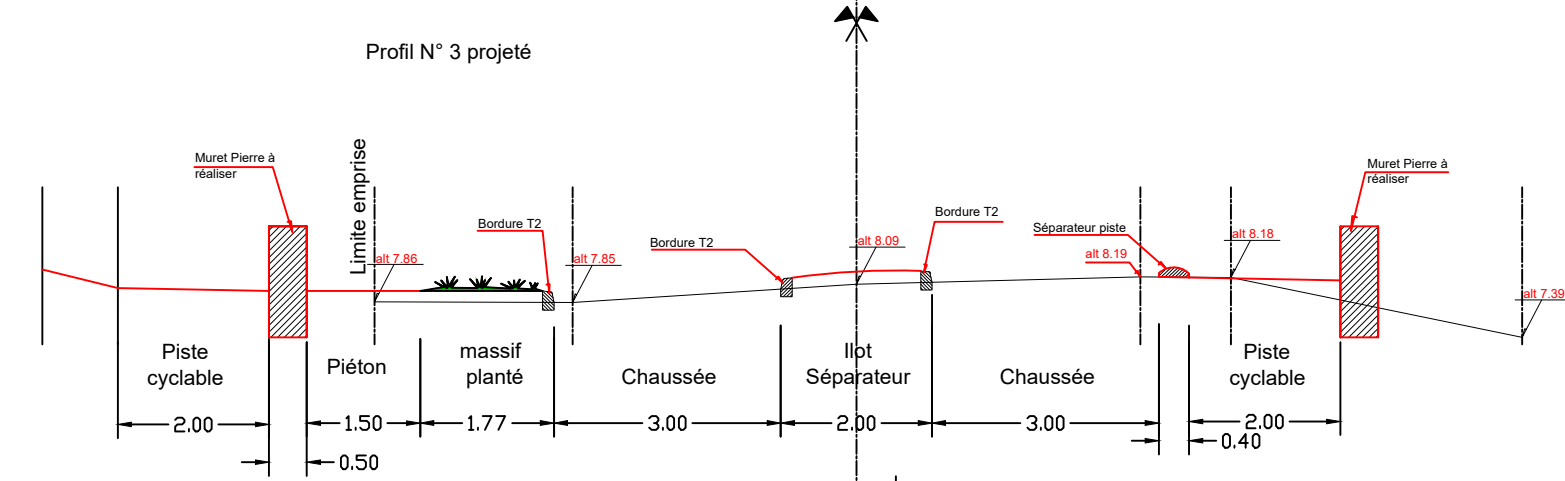 Profil N° 3 projeté
Muret Pierre à
réaliser
Limite emprise
alt 7.86
Bordure T2
alt 7.85
Bordure T2
alt 8.09
Bordure T2
Séparateur piste
alt 8.19
alt 8.18
Muret Pierre à
réaliser
alt 7.39
Piste
cyclable
Piéton
massif
planté
Chaussée
Ilot
Séparateur
Chaussée
Piste
cyclable
2.00
1.50
1.77
3.00
2.00
3.00
2.00
0.50
0.40